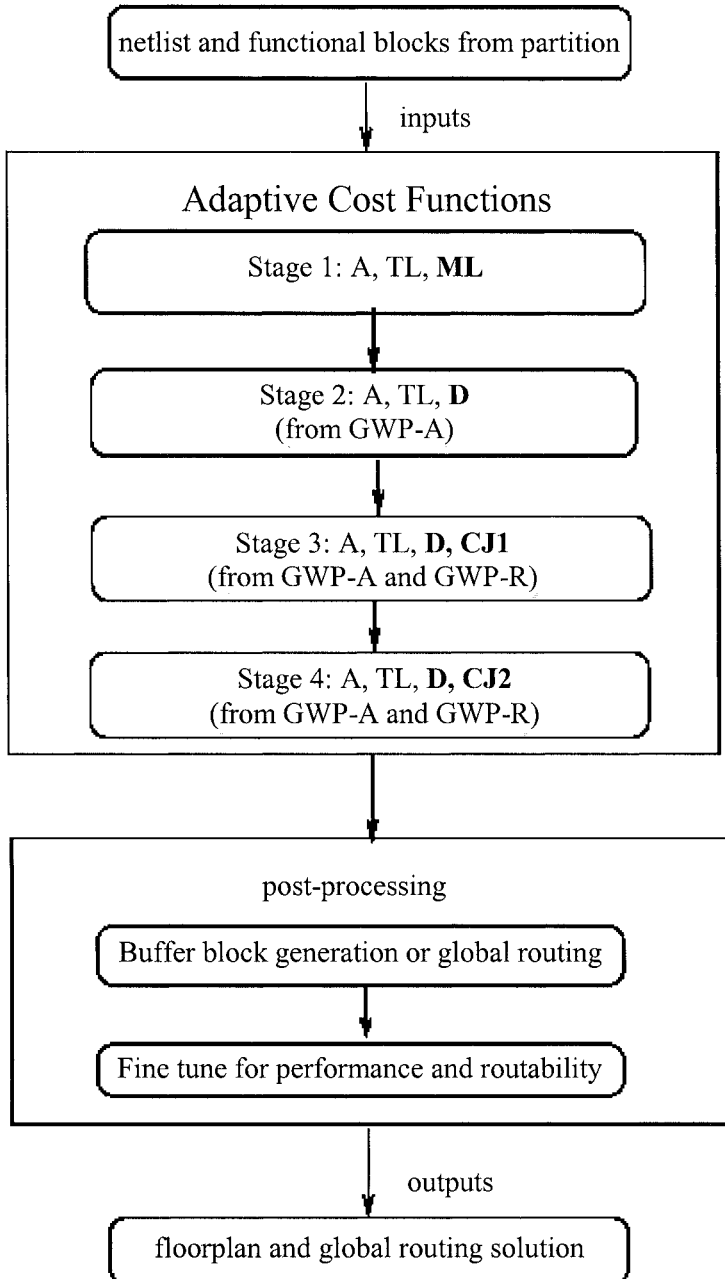 netlist and functional blocks from partition
inputs
Adaptive Cost Functions
Stage 1: A, TL, ML
Stage 2: A, TL, D
(from GWP-A)
Stage 3: A, TL, D, CJ1
(from GWP-A and GWP-R)
Stage 4: A, TL, D, CJ2
(from GWP-A and GWP-R)
post-processing
Buffer block generation or global routing
Fine tune for performance and routability
outputs
floorplan and global routing solution